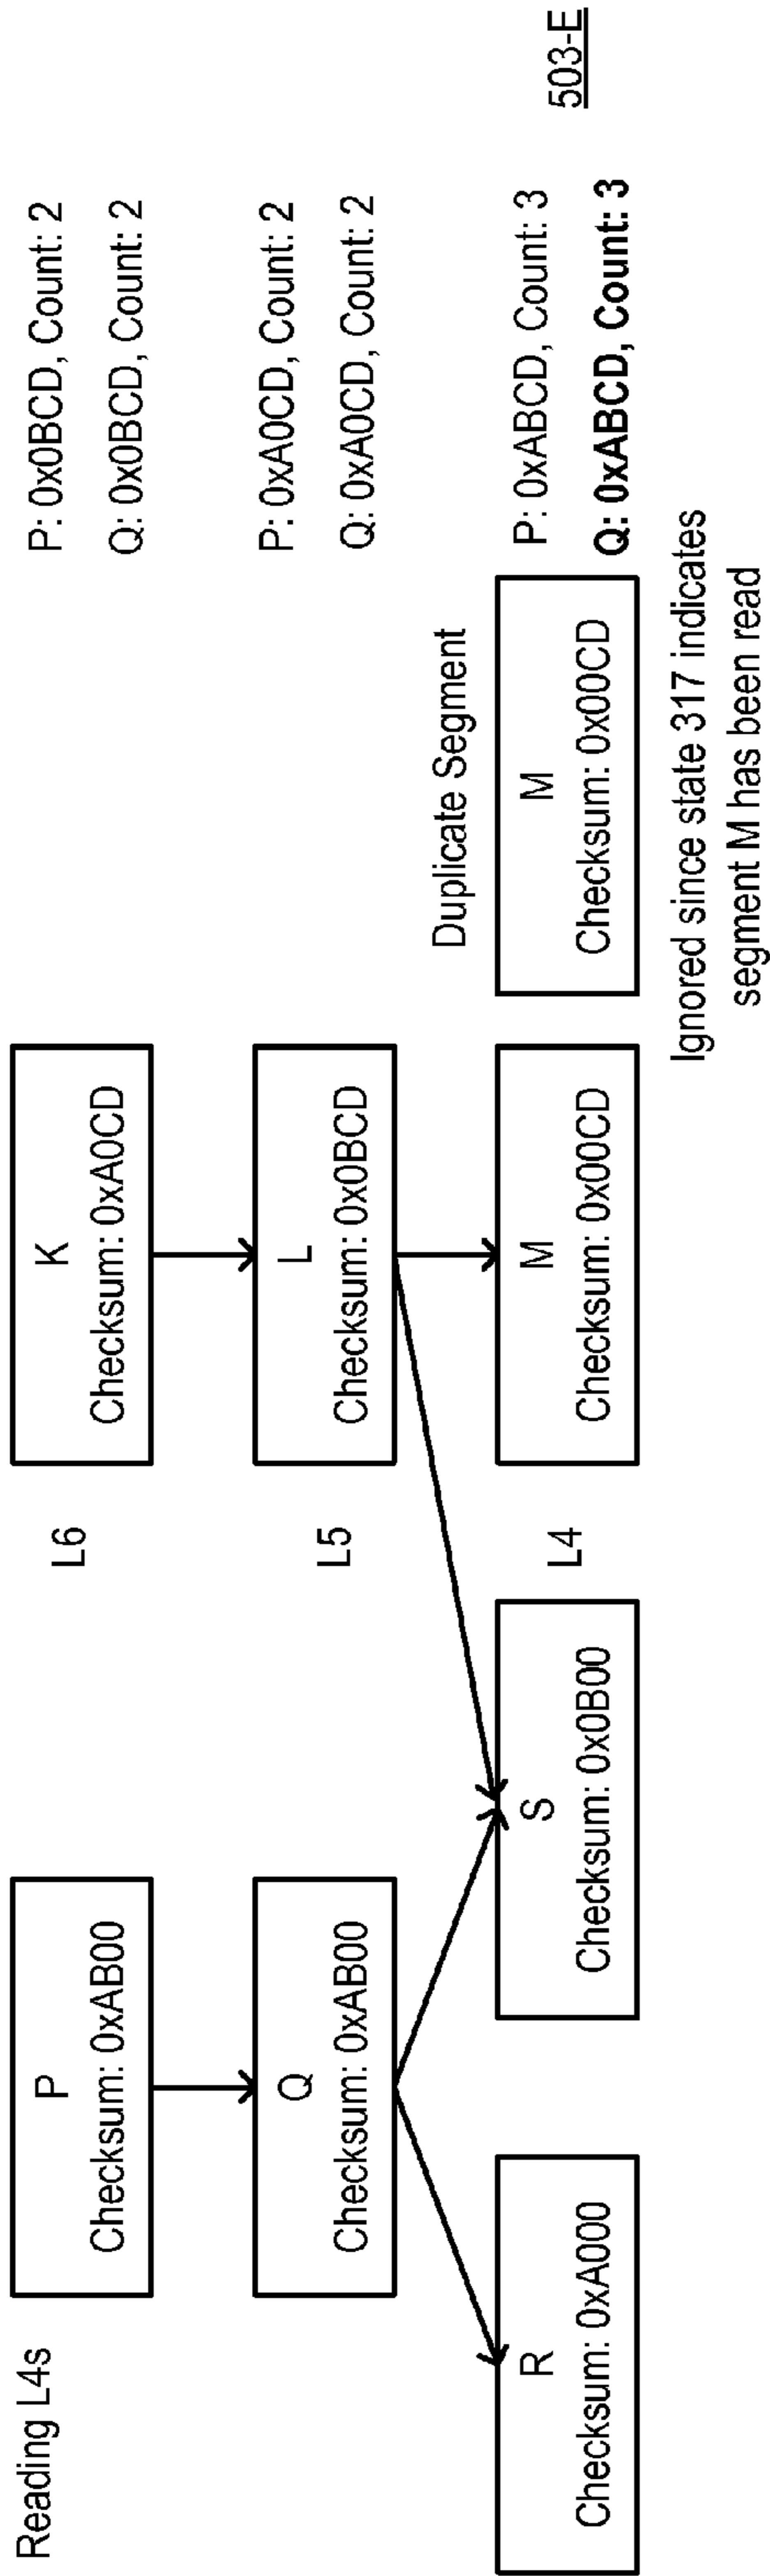 Reading L4s
P
Checksum: 0xAB00
L6
K
Checksum: 0xA0CD
P: 0x0BCD, Count: 2
Q: 0x0BCD, Count: 2
Q
Checksum: 0xAB00
L5
L
Checksum: 0x0BCD
P: 0xA0CD, Count: 2
Q: 0xA0CD, Count: 2
R
Checksum: 0xA000
S
Checksum: 0x0B00
L4
M
Checksum: 0x00CD
Duplicate Segment
M
Checksum: 0x00CD
P: 0xABCD, Count: 3
Q: 0xABCD, Count: 3
Ignored since state 317 indicates
segment M has been read
503-E